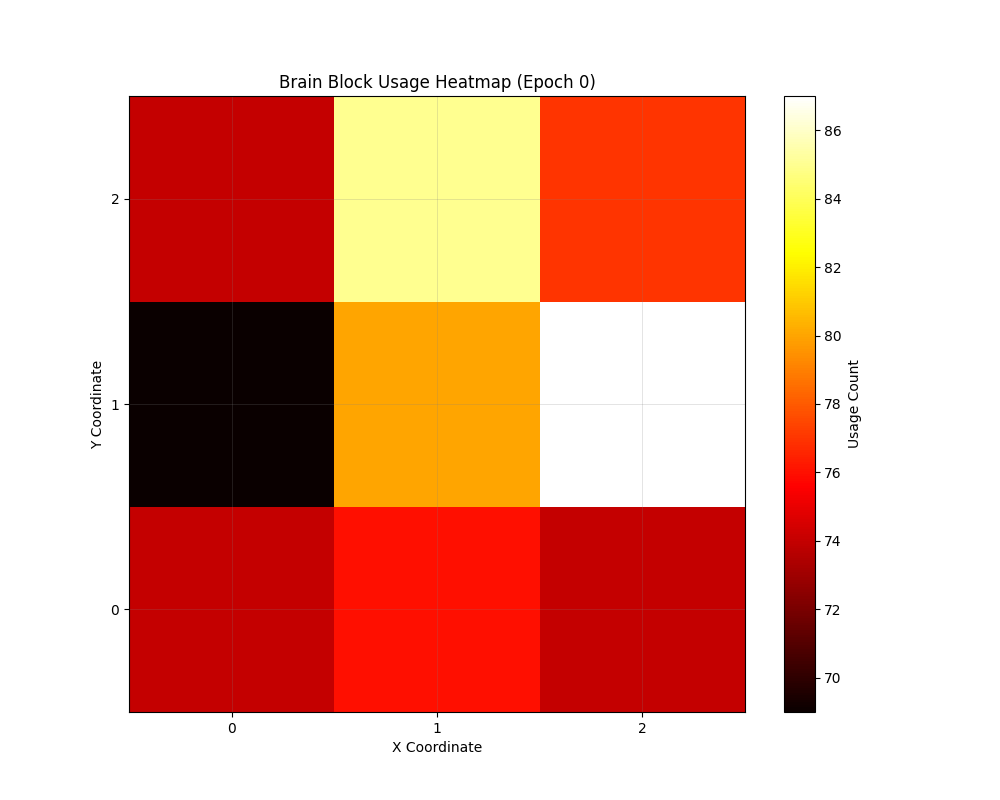 Brain Block Usage Heatmap (Epoch 0)
2
1
0
Y Coordinate
0 1 2
X Coordinate
86
84
82
80
78
76
74
72
70
Usage Count